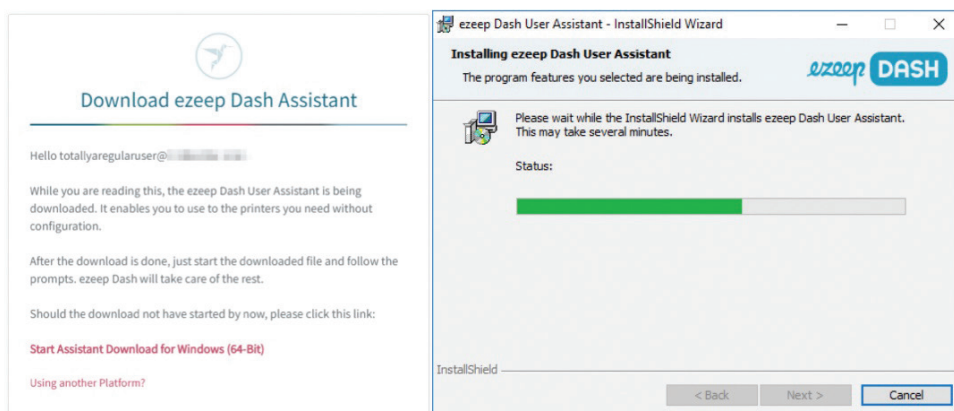 Download ezeep Dash Assistant
Hello totallyaregularuser@
While you are reading this, the ezeep Dash User Assistant is being
downloaded. It enables you to use to the printers you need without
configuration.
After the download is done, just start the downloaded file and follow the
prompts. ezeep Dash will take care of the rest.
Should the download not have started by now, please click this link:
Start Assistant Download for Windows (64-Bit)
Using another Platform?
ezeep Dash User Assistant - InstallShield Wizard
Installing ezeep Dash User Assistant
The program features you selected are being installed.
ezeep DASH
Please wait while the InstallShield Wizard installs ezeep Dash User Assistant.
This may take several minutes.
Status:
InstallShield
< Back Next > Cancel